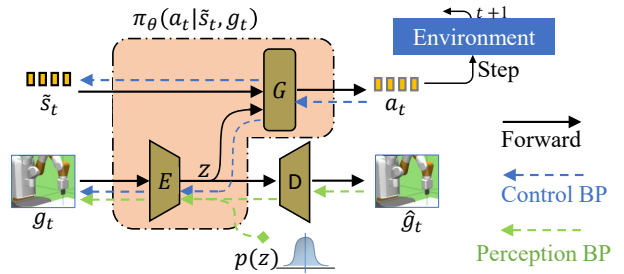 π_θ(a_t|s̃_t, g_t)
t+1
Environment
Step
s̃_t
G
a_t
Forward
E
z
D
Control BP
g_t
ĝ_t
p(z)
Perception BP